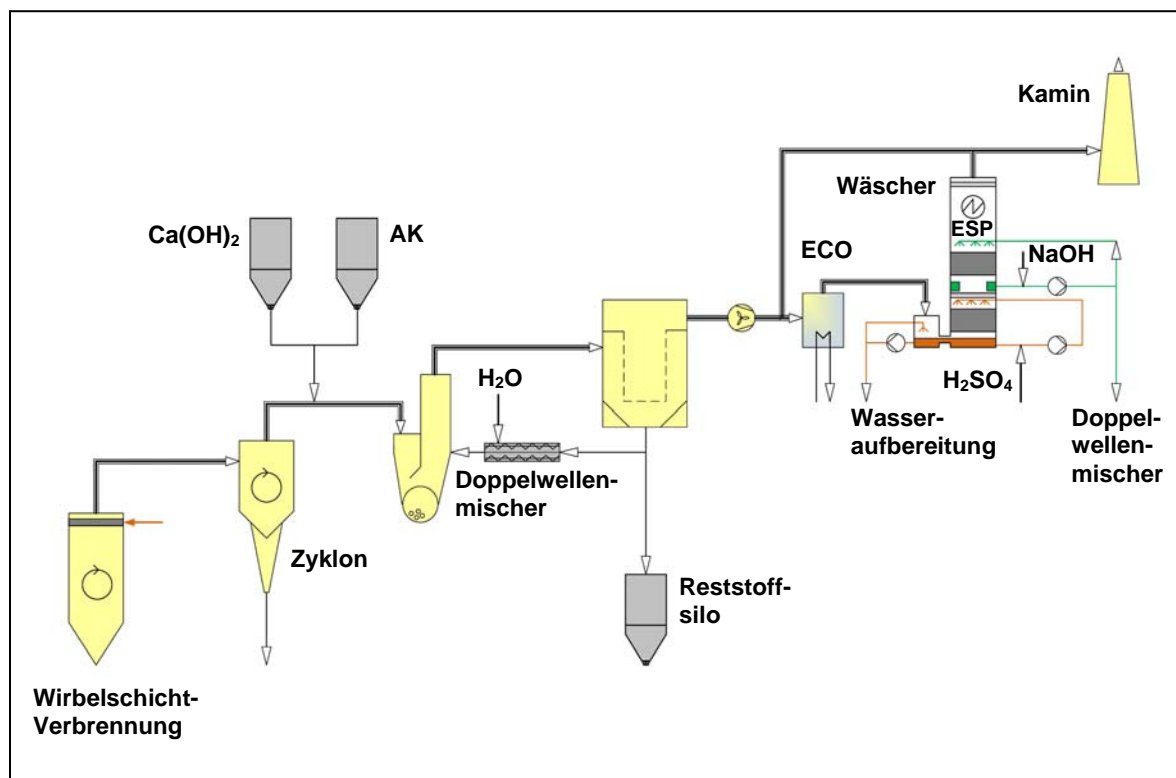 Kamin
Wäscher
Ca(OH)₂
AK
ESP
ECO
NaOH
H₂O
H₂SO₄
Wasser-
aufbereitung
Doppel-
wellen-
mischer
Doppelwellen-
mischer
Zyklon
Reststoff-
silo
Wirbelschicht-
Verbrennung